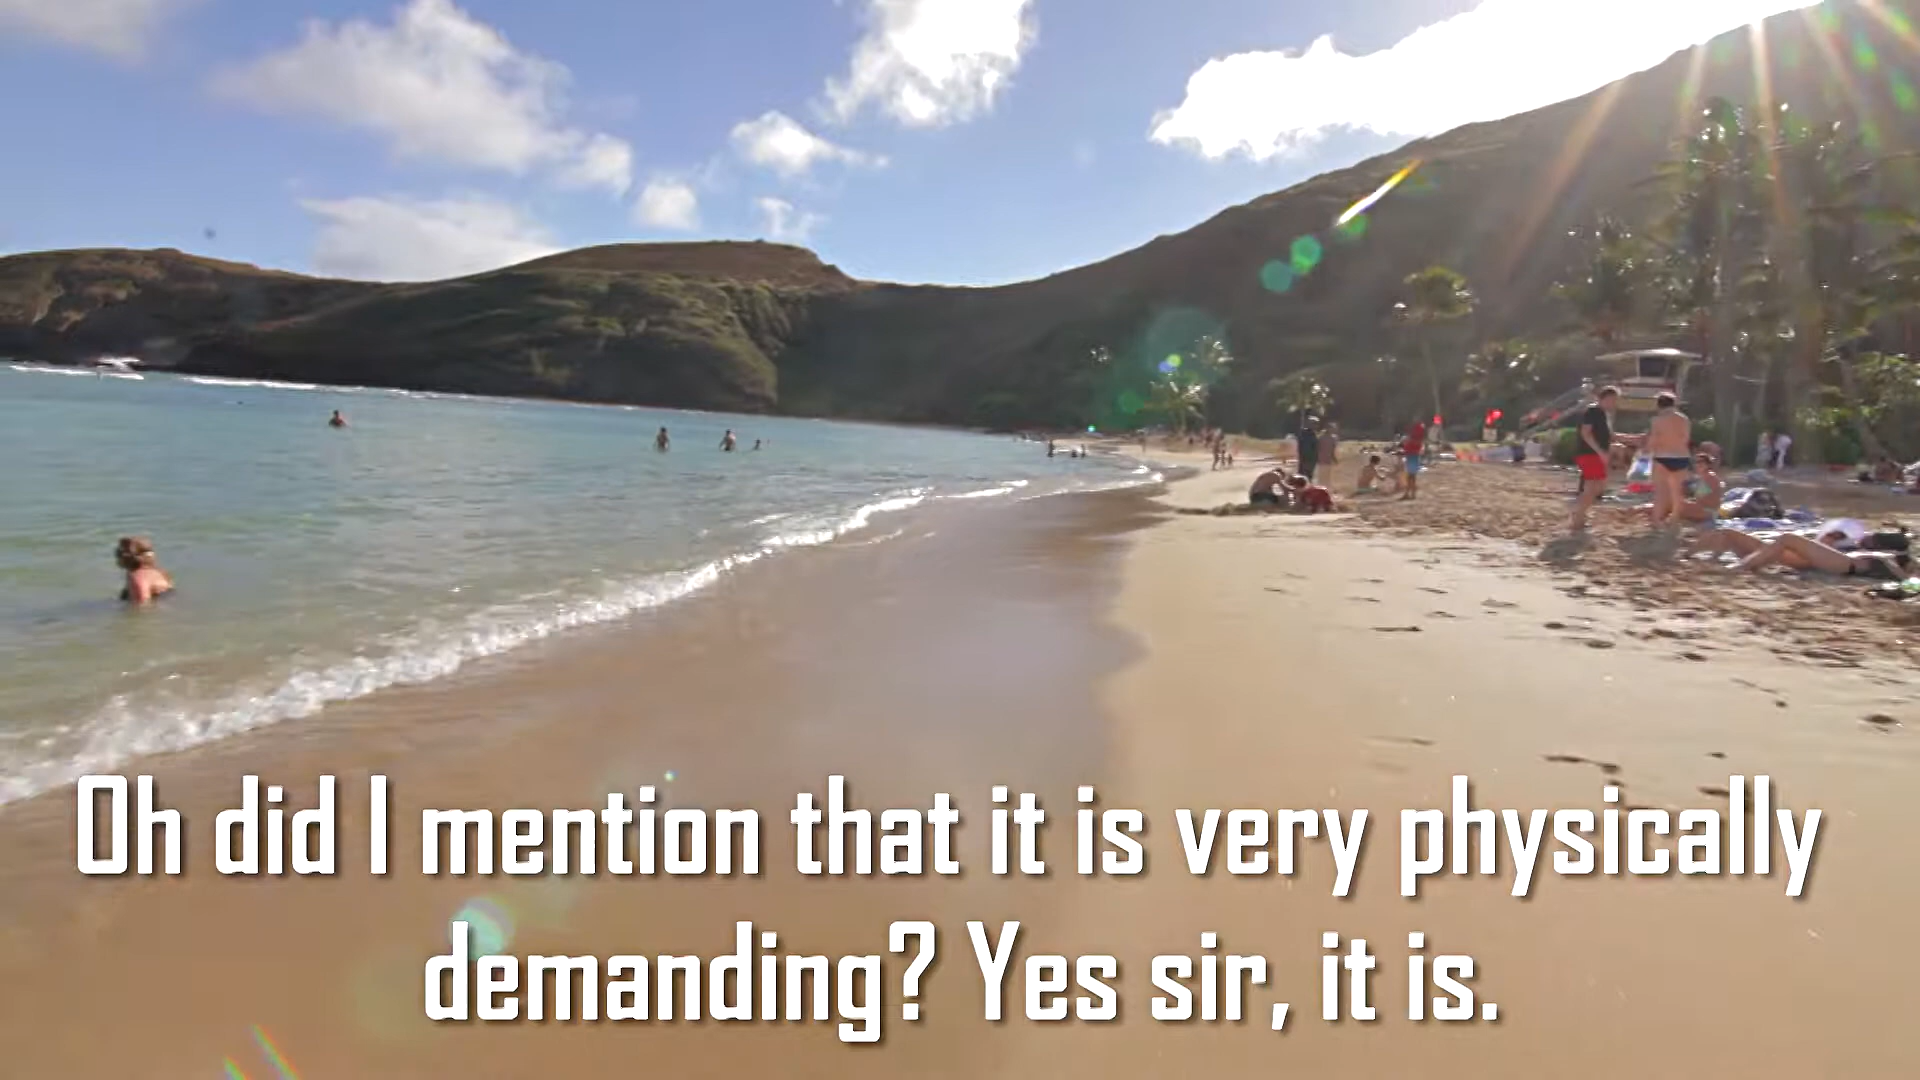 Oh did I mention that it is very physically
demanding? Yes sir, it is.